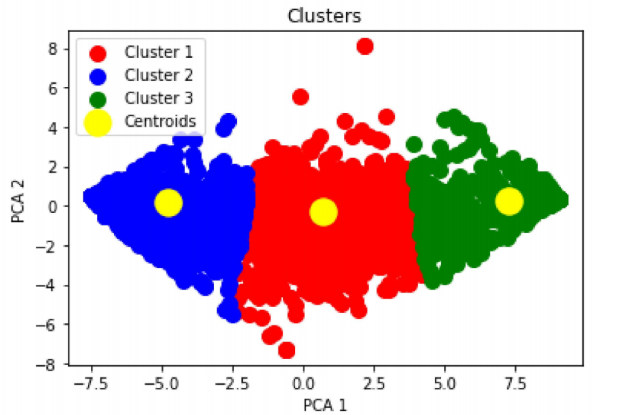 Clusters
Cluster 1
Cluster 2
Cluster 3
Centroids
PCA 2
8
6
4
2
0
−2
−4
−6
−8
−7.5 −5.0 −2.5 0.0 2.5 5.0 7.5
PCA 1